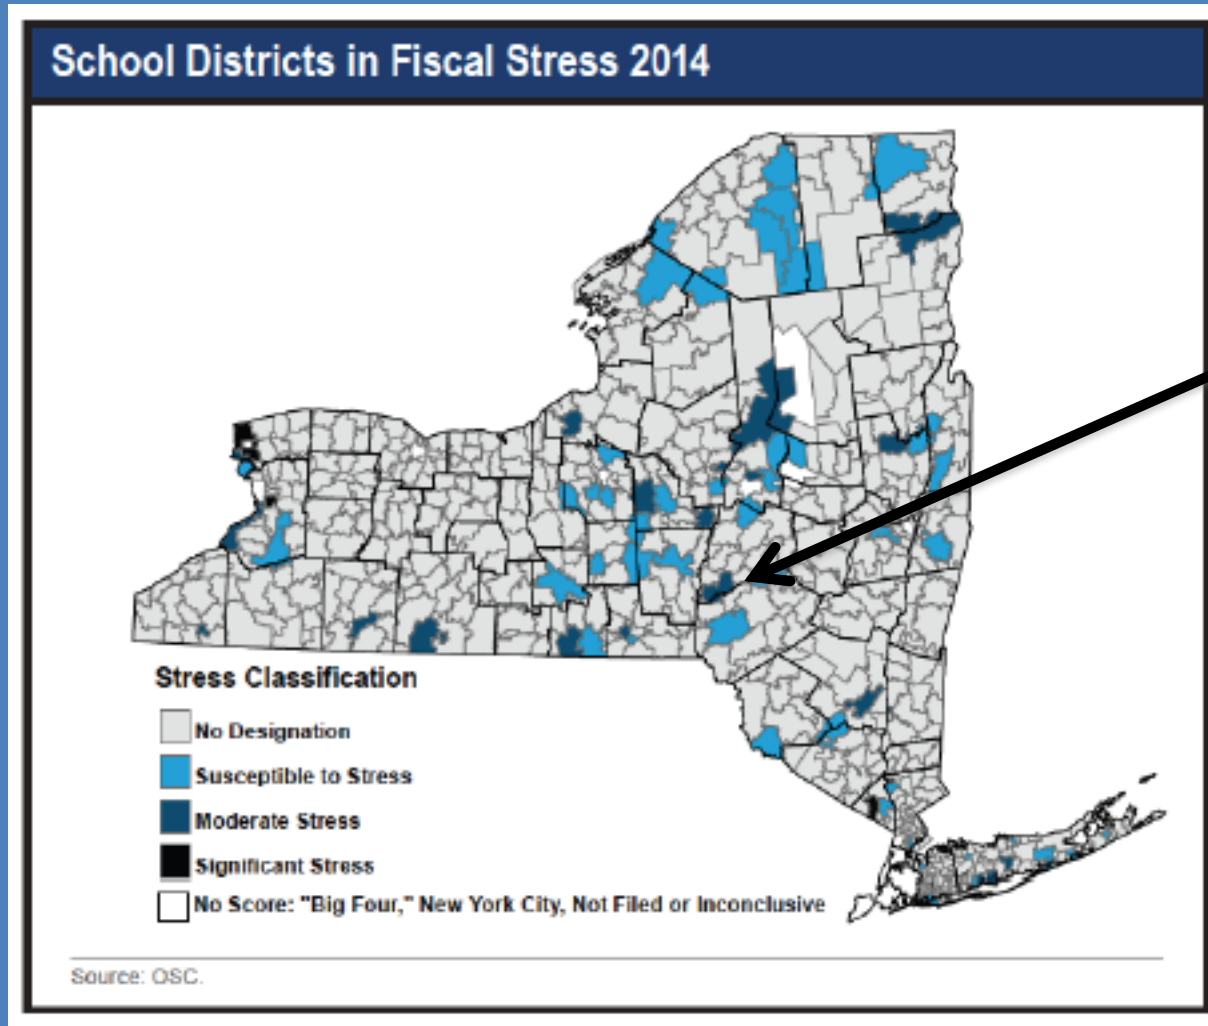 School Districts in Fiscal Stress 2014
Stress Classification
No Designation
Susceptible to Stress
Moderate Stress
Significant Stress
No Score: "Big Four," New York City, Not Filed or Inconclusive
Source: OSC.